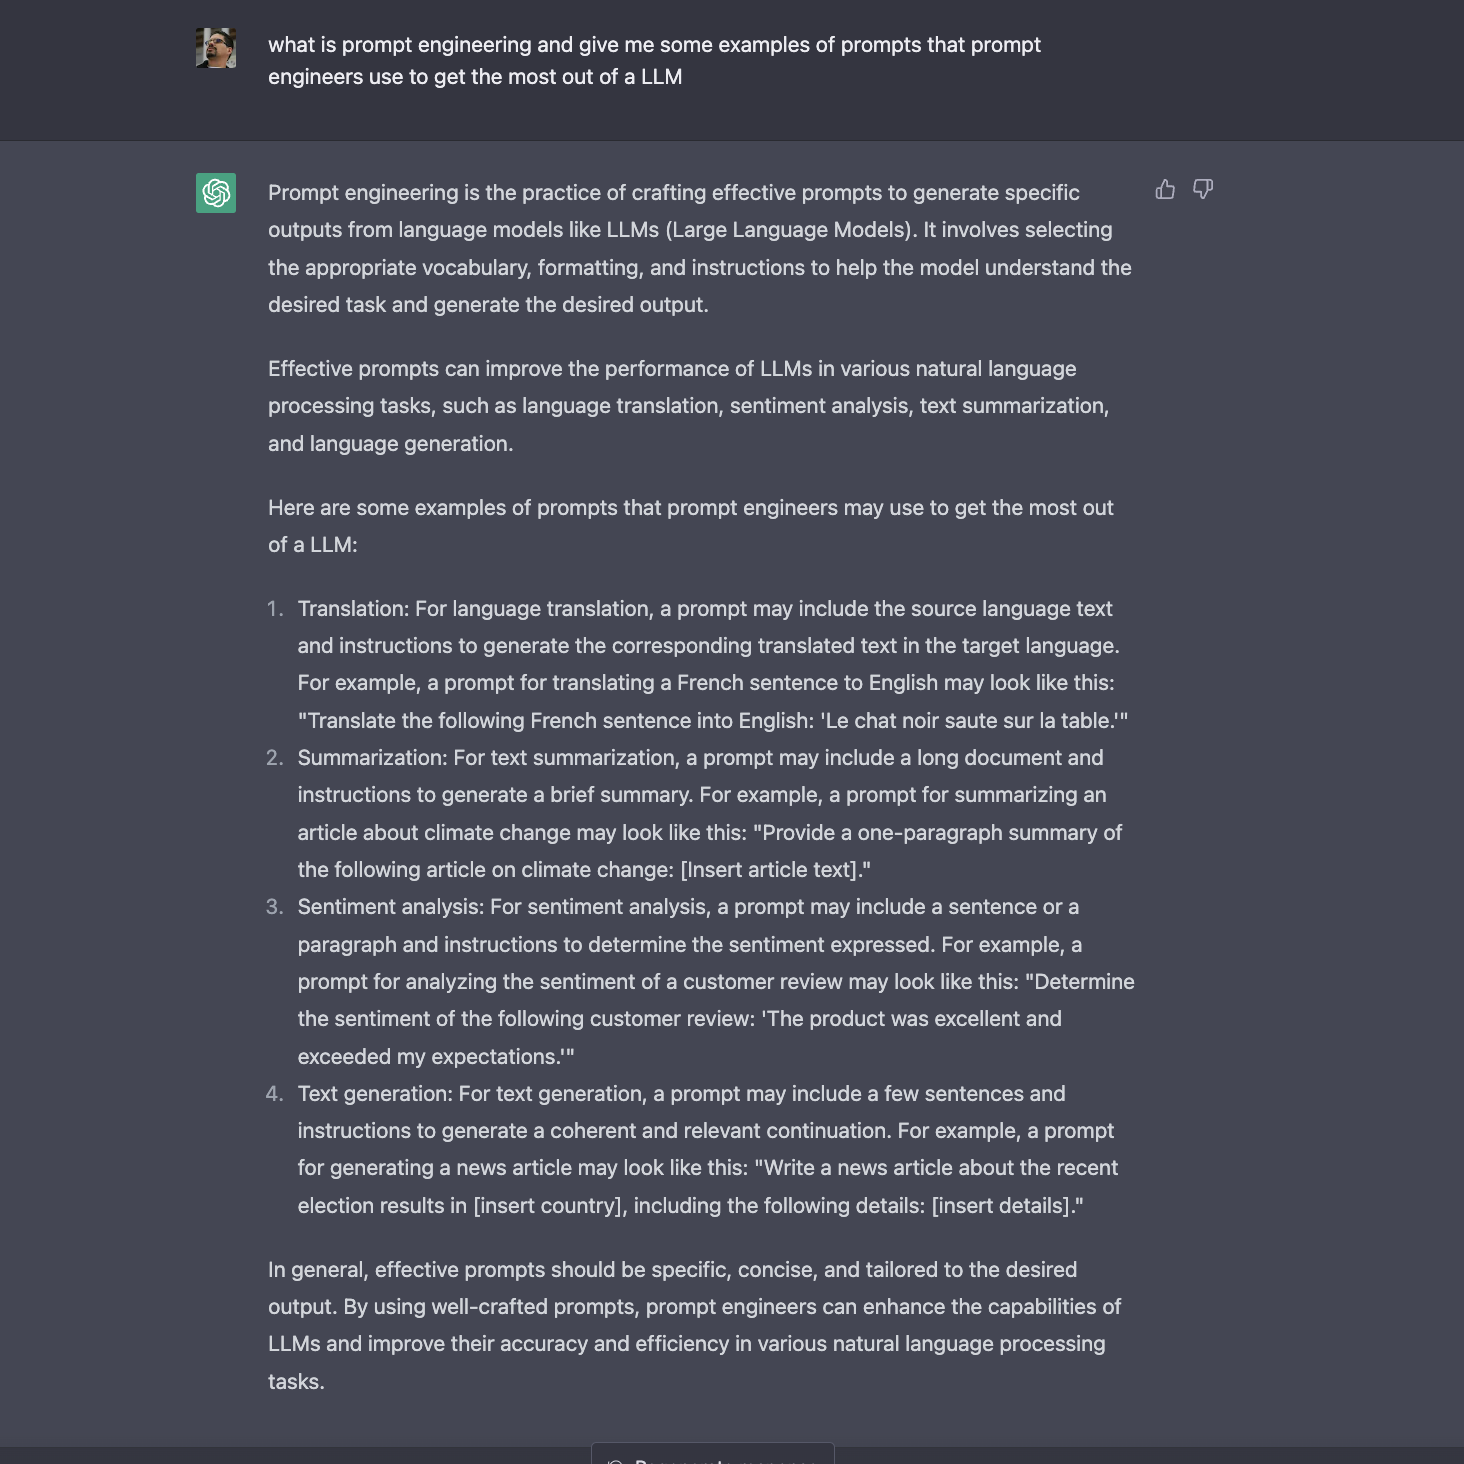 what is prompt engineering and give me some examples of prompts that prompt
engineers use to get the most out of a LLM
Prompt engineering is the practice of crafting effective prompts to generate specific
outputs from language models like LLMs (Large Language Models). It involves selecting
the appropriate vocabulary, formatting, and instructions to help the model understand the
desired task and generate the desired output.
Effective prompts can improve the performance of LLMs in various natural language
processing tasks, such as language translation, sentiment analysis, text summarization,
and language generation.
Here are some examples of prompts that prompt engineers may use to get the most out
of a LLM:
1. Translation: For language translation, a prompt may include the source language text
and instructions to generate the corresponding translated text in the target language.
For example, a prompt for translating a French sentence to English may look like this:
"Translate the following French sentence into English: 'Le chat noir saute sur la table.'"
2. Summarization: For text summarization, a prompt may include a long document and
instructions to generate a brief summary. For example, a prompt for summarizing an
article about climate change may look like this: "Provide a one-paragraph summary of
the following article on climate change: [Insert article text]."
3. Sentiment analysis: For sentiment analysis, a prompt may include a sentence or a
paragraph and instructions to determine the sentiment expressed. For example, a
prompt for analyzing the sentiment of a customer review may look like this: "Determine
the sentiment of the following customer review: 'The product was excellent and
exceeded my expectations.'"
4. Text generation: For text generation, a prompt may include a few sentences and
instructions to generate a coherent and relevant continuation. For example, a prompt
for generating a news article may look like this: "Write a news article about the recent
election results in [insert country], including the following details: [insert details]."
In general, effective prompts should be specific, concise, and tailored to the desired
output. By using well-crafted prompts, prompt engineers can enhance the capabilities of
LLMs and improve their accuracy and efficiency in various natural language processing
tasks.